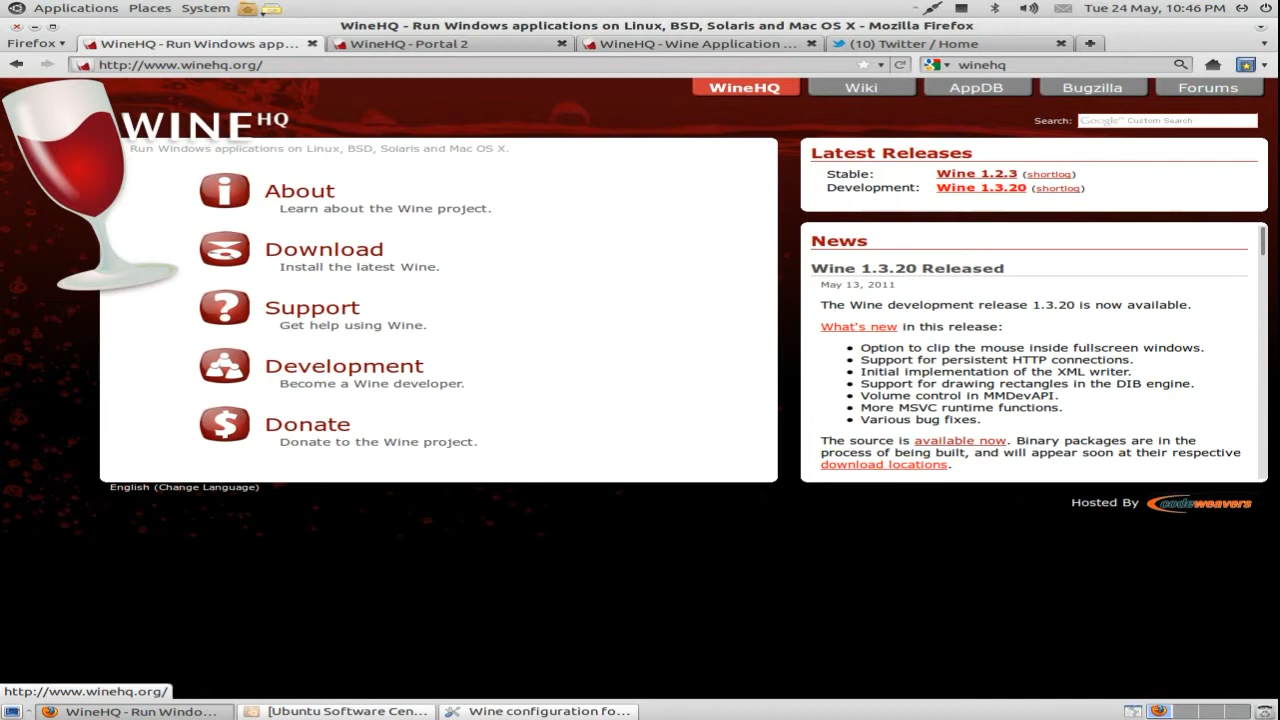 Applications Places System Tue 24 May, 10:46 PM
WineHQ - Run Windows applications on Linux, BSD, Solaris and Mac OS X - Mozilla Firefox
Firefox WineHQ - Run Windows app... WineHQ - Portal 2 WineHQ - Wine Application ... (10) Twitter / Home
http://www.winehq.org/ winehq
WineHQ Wiki AppDB Bugzilla Forums
WINE HQ
Search: Google™ Custom Search
Run Windows applications on Linux, BSD, Solaris and Mac OS X.
About
Learn about the Wine project.
Download
Install the latest Wine.
Support
Get help using Wine.
Development
Become a Wine developer.
Donate
Donate to the Wine project.
English (Change Language)
Latest Releases
Stable: Wine 1.2.3 (shortlog)
Development: Wine 1.3.20 (shortlog)
News
Wine 1.3.20 Released
May 13, 2011
The Wine development release 1.3.20 is now available.
What's new in this release:
• Option to clip the mouse inside fullscreen windows.
• Support for persistent HTTP connections.
• Initial implementation of the XML writer.
• Support for drawing rectangles in the DIB engine.
• Volume control in MMDevAPI.
• More MSVC runtime functions.
• Various bug fixes.
The source is available now. Binary packages are in the
process of being built, and will appear soon at their respective
download locations.
Hosted By codeweavers
http://www.winehq.org/
WineHQ - Run Windo... [Ubuntu Software Cen... Wine configuration fo...